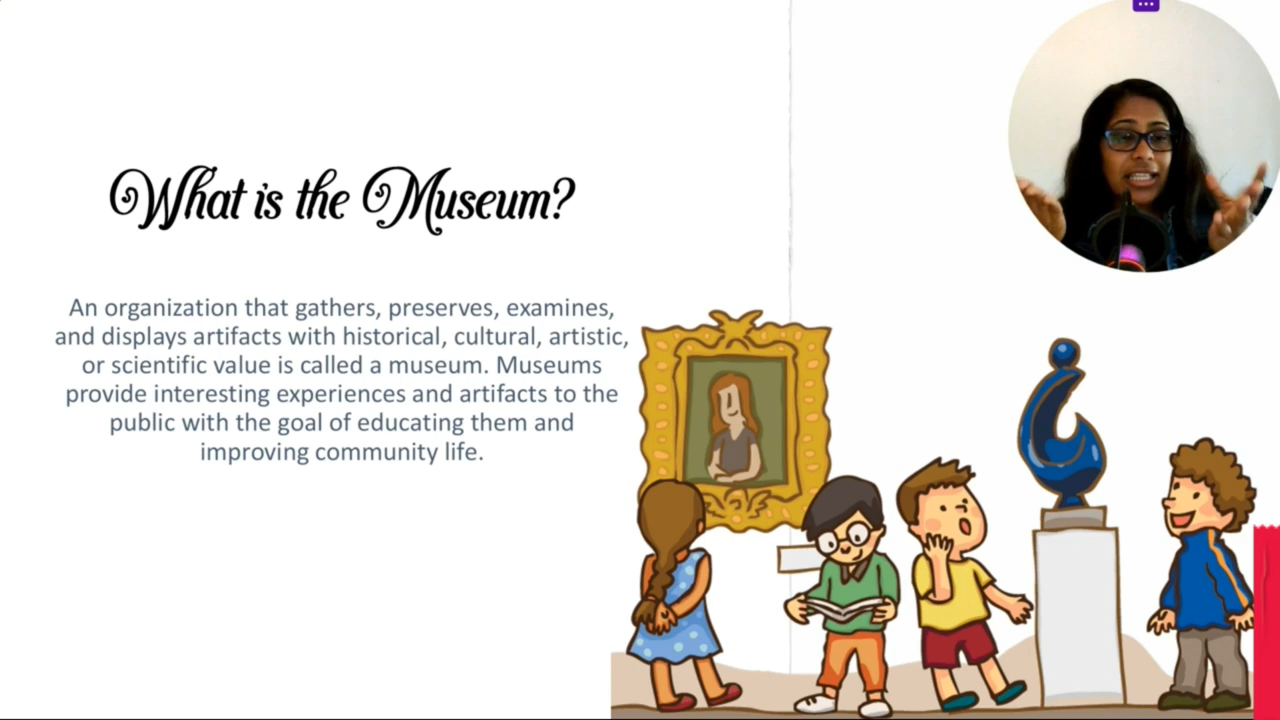 What is the Museum?
An organization that gathers, preserves, examines,
and displays artifacts with historical, cultural, artistic,
or scientific value is called a museum. Museums
provide interesting experiences and artifacts to the
public with the goal of educating them and
improving community life.